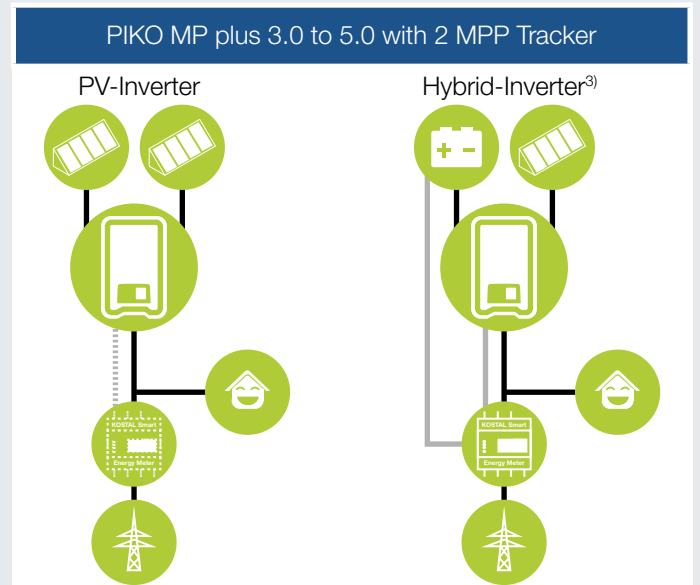 PIKO MP plus 3.0 to 5.0 with 2 MPP Tracker
PV-Inverter
Hybrid-Inverter³⁾
+ -
KOSTAL Smart
Energy Meter
KOSTAL Smart
Energy Meter